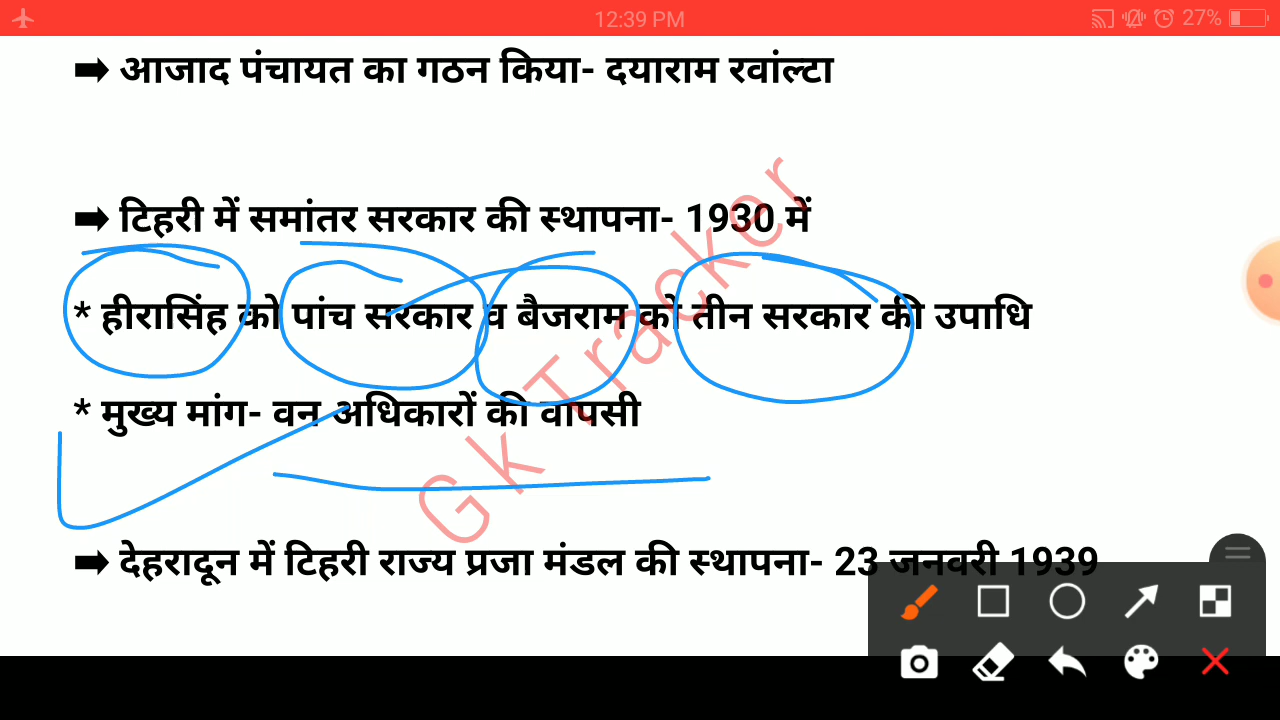 12:39 PM 27%
➡ आजाद पंचायत का गठन किया- दयाराम रवांल्टा
➡ टिहरी में समांतर सरकार की स्थापना- 1930 में
* हीरासिंह को पांच सरकार व बैजराम को तीन सरकार की उपाधि
* मुख्य मांग- वन अधिकारों की वापसी
➡ देहरादून में टिहरी राज्य प्रजा मंडल की स्थापना- 23 जनवरी 1939
Gk Tracker